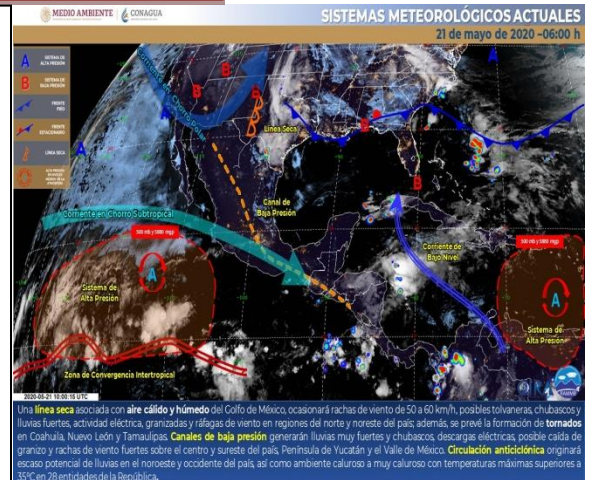 MEDIO AMBIENTE
CONAGUA
SISTEMAS METEOROLÓGICOS ACTUALES
21 de mayo de 2020 -06:00 h
A SISTEMA DE ALTA PRESIÓN
B SISTEMA DE BAJA PRESIÓN
FRENTE FRÍO
FRENTE ESTACIONARIO
LÍNEA SECA
Corriente en Chorro Polar
B
B
B
B
A
A
A
Línea Seca
B
B
Canal de
Baja Presión
Corriente en Chorro Subtropical
Corriente de
Bajo Nivel
A
Sistema de
Alta Presión
A
Sistema de
Alta Presión
Zona de Convergencia Intertropical
2020-05-21 10:00:15 UTC
Una línea seca asociada con aire cálido y húmedo del Golfo de México, ocasionará rachas de viento de 50 a 60 km/h, posibles tolvaneras, chubascos y
lluvias fuertes, actividad eléctrica, granizadas y ráfagas de viento en regiones del norte y noreste del país; además, se prevé la formación de tornados
en Coahuila, Nuevo León y Tamaulipas. Canales de baja presión generarán lluvias muy fuertes y chubascos, descargas eléctricas, posible caída de
granizo y rachas de viento fuertes sobre el centro y sureste del país, Península de Yucatán y el Valle de México. Circulación anticiclónica originará
escaso potencial de lluvias en el noroeste y occidente del país, así como ambiente caluroso a muy caluroso con temperaturas máximas superiores a
35°C en 28 entidades de la República.